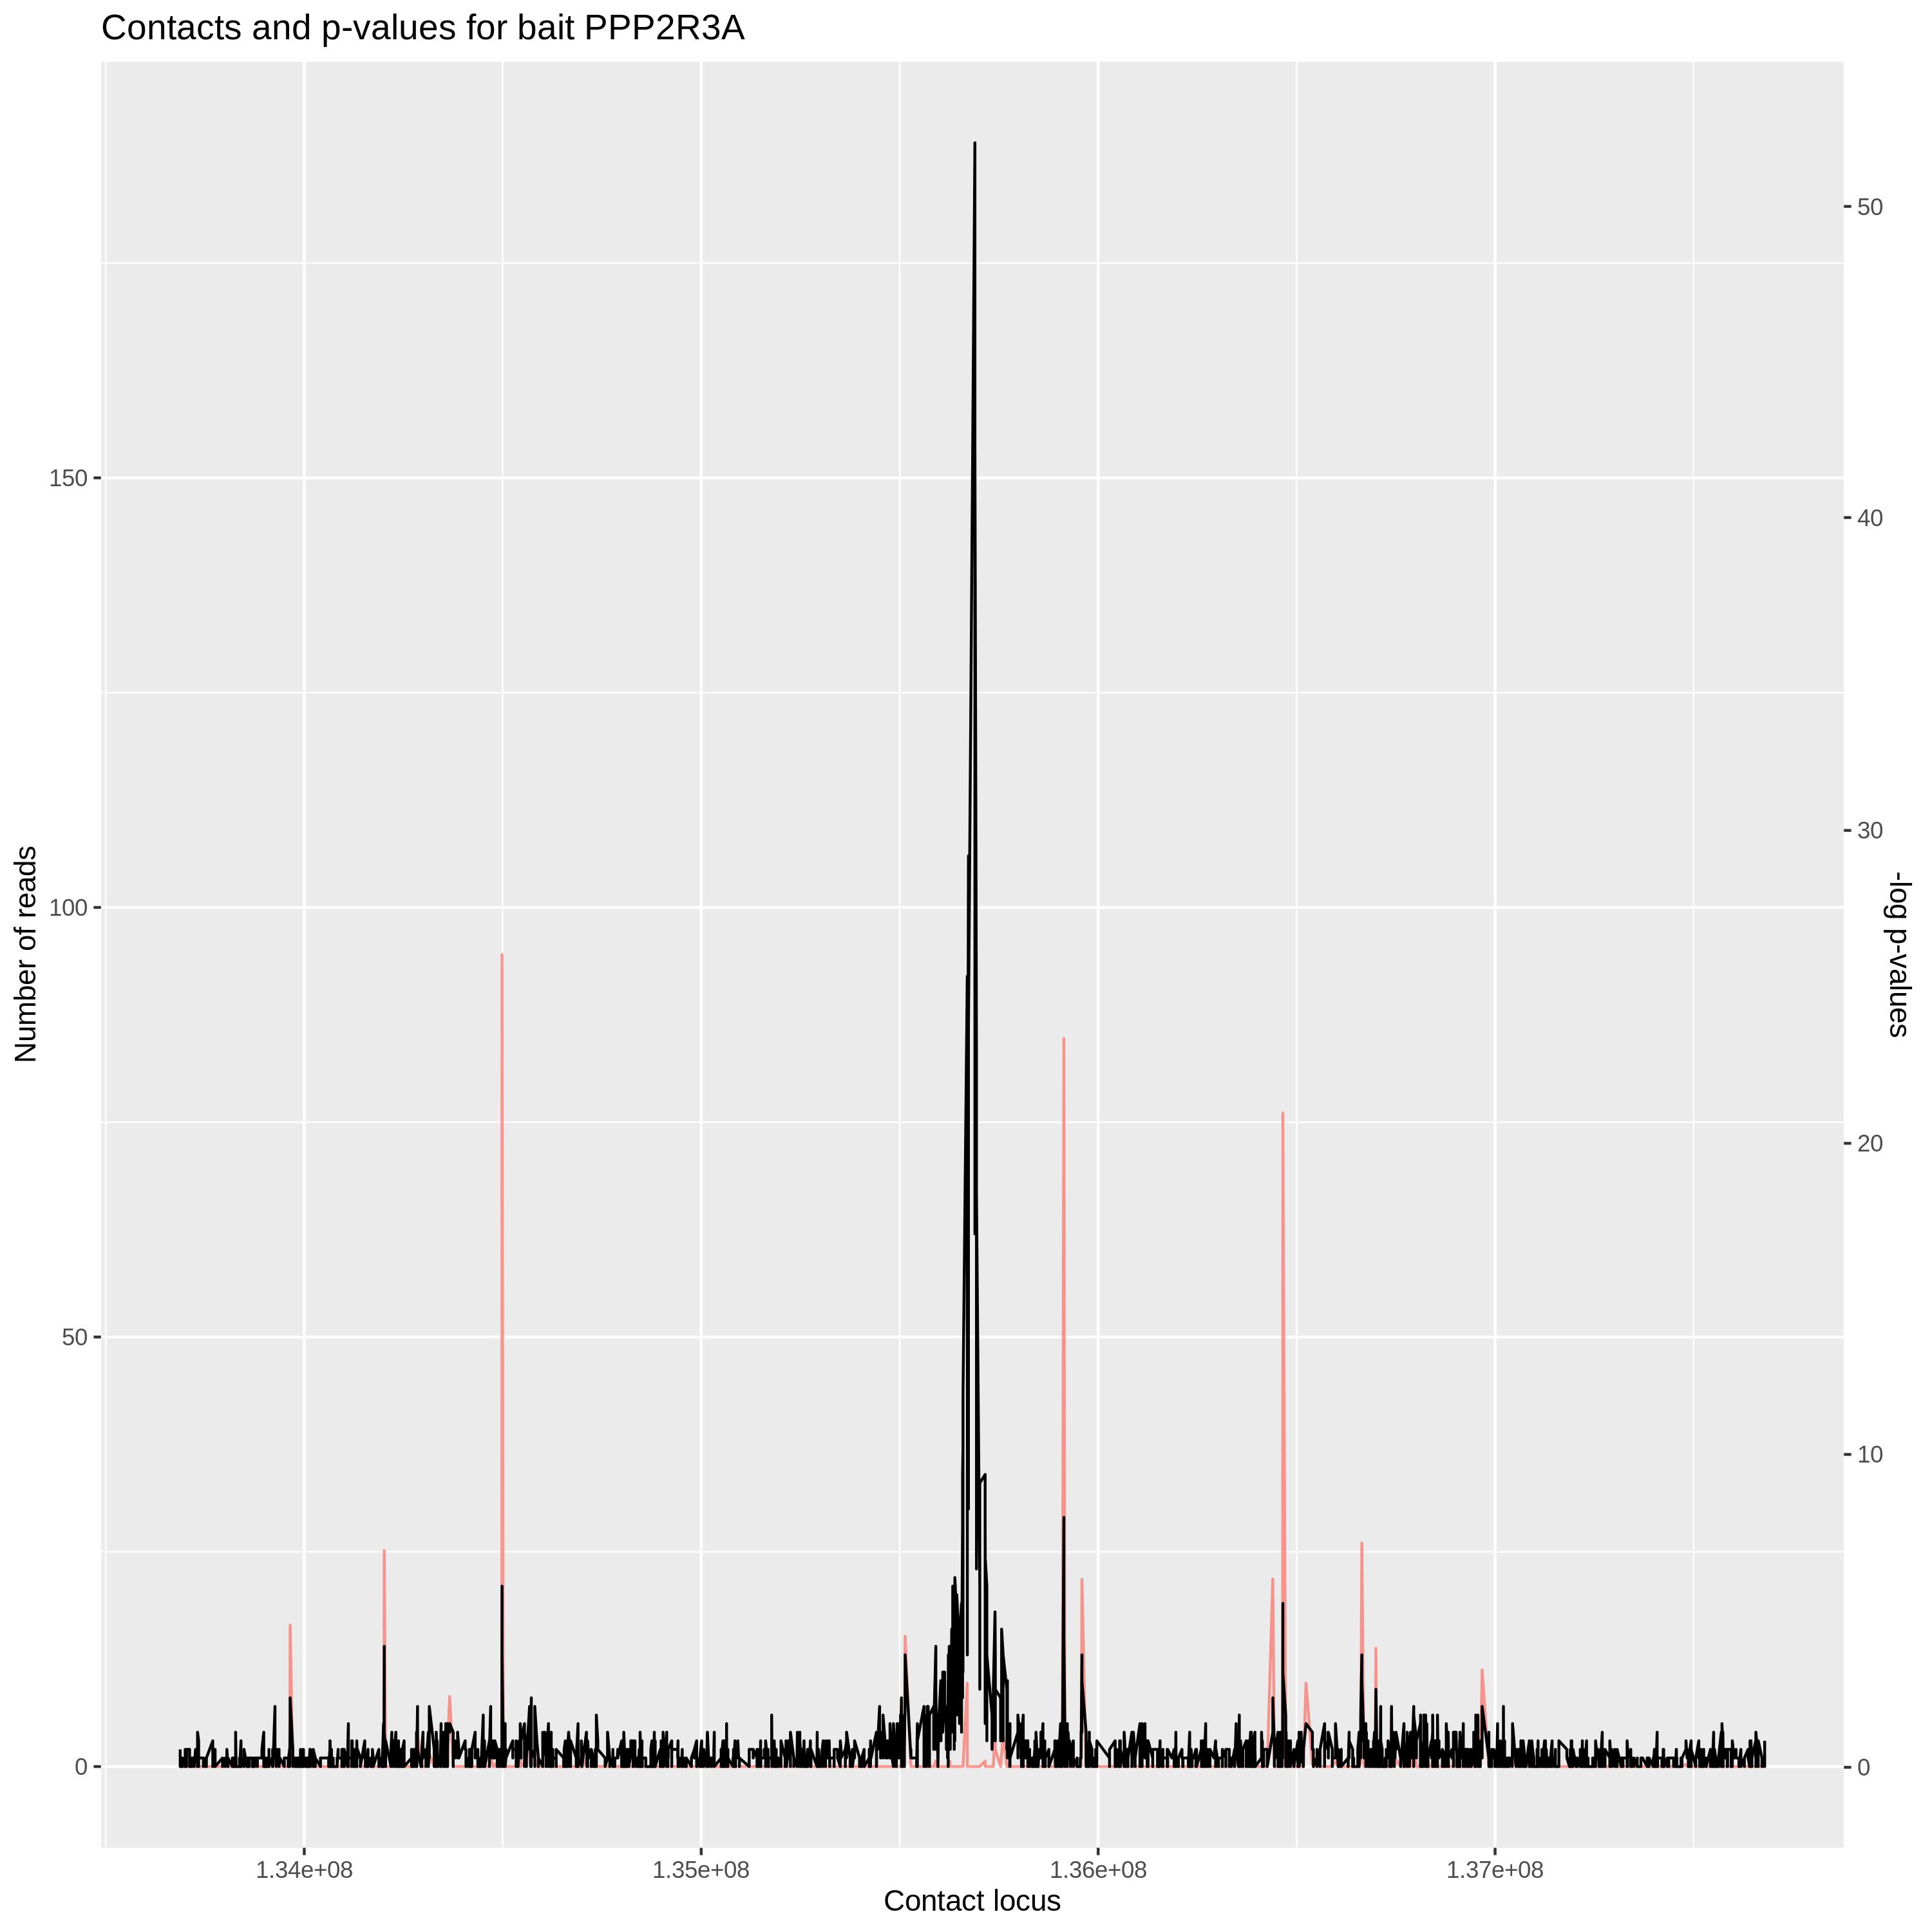 Contacts and p-values for bait PPP2R3A
50
150
40
30
100
Number of reads
-log p-values
20
50
10
0
0
1.34e+08
1.35e+08
1.36e+08
1.37e+08
Contact locus